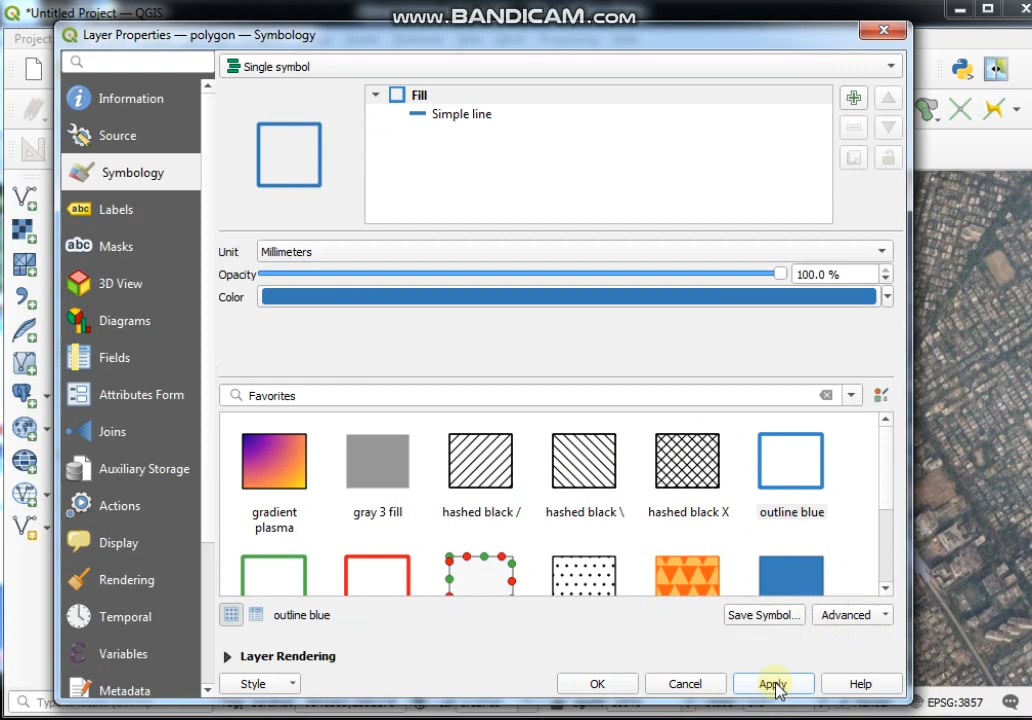 *Untitled Project — QGIS
www.BANDICAM.com
Project
Layer Properties — polygon — Symbology
Single symbol
Information
Source
Symbology
Labels
Masks
3D View
Diagrams
Fields
Attributes Form
Joins
Auxiliary Storage
Actions
Display
Rendering
Temporal
Variables
Metadata
Fill
Simple line
Unit
Millimeters
Opacity
100.0 %
Color
Favorites
gradient plasma
gray 3 fill
hashed black /
hashed black \
hashed black X
outline blue
outline blue
Save Symbol...
Advanced
Layer Rendering
Style
OK
Cancel
Apply
Help
EPSG:3857